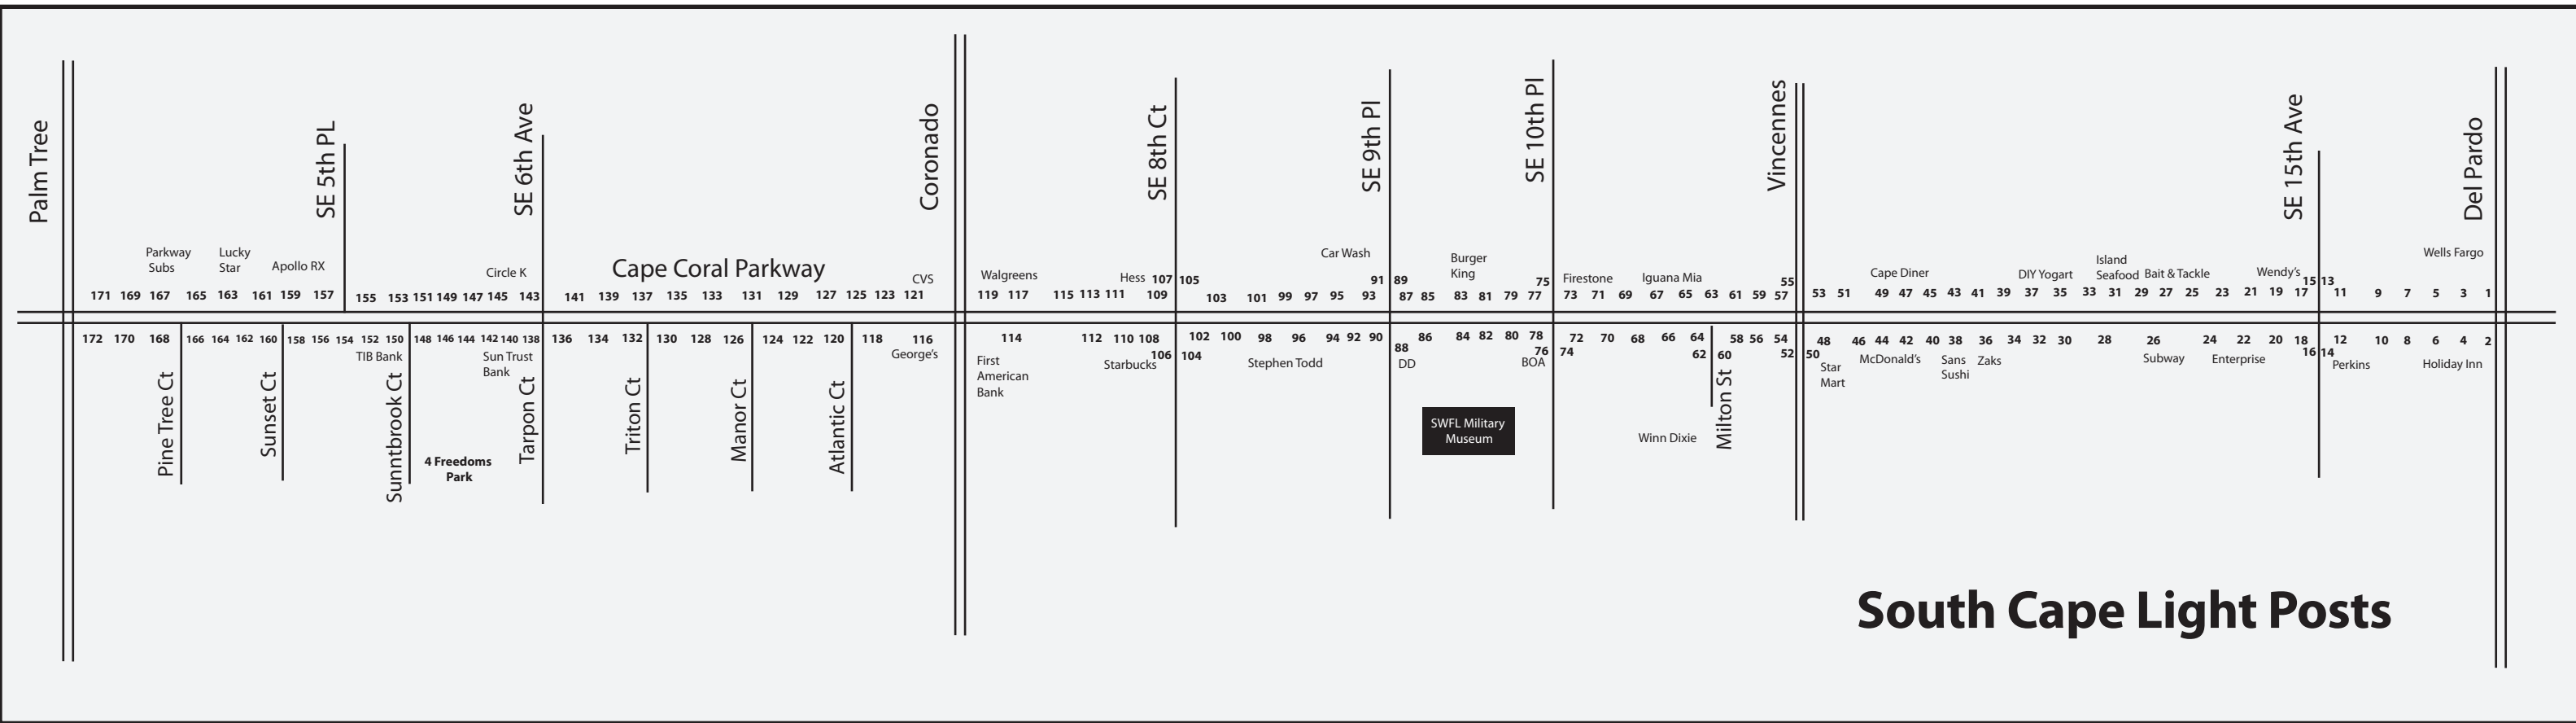 Palm Tree
SE 5th PL
SE 6th Ave
Coronado
SE 8th Ct
SE 9th Pl
SE 10th Pl
Vincennes
SE 15th Ave
Del Pardo
Parkway
Subs
Lucky
Star
Apollo RX
Circle K
Cape Coral Parkway
CVS
Walgreens
Hess
Car Wash
Burger
King
Firestone
Iguana Mia
Cape Diner
DIY Yogart
Island
Seafood
Bait & Tackle
Wendy's
Wells Fargo
107 105 91 89 75 55 15 13
171 169 167 165 163 161 159 157 155 153 151 149 147 145 143 141 139 137 135 133 131 129 127 125 123 121 119 117 115 113 111 109 103 101 99 97 95 93 87 85 83 81 79 77 73 71 69 67 65 63 61 59 57 53 51 49 47 45 43 41 39 37 35 33 31 29 27 25 23 21 19 17 11 9 7 5 3 1
172 170 168 166 164 162 160 158 156 154 152 150 148 146 144 142 140 138 136 134 132 130 128 126 124 122 120 118 116 114 112 110 108 102 100 98 96 94 92 90 86 84 82 80 78 72 70 68 66 64 58 56 54 48 46 44 42 40 38 36 34 32 30 28 26 24 22 20 18 12 10 8 6 4 2
106 104 88 76 74 62 60 52 50 16 14
TIB Bank
Sun Trust
Bank
George's
First
American
Bank
Starbucks
Stephen Todd
DD
BOA
Star
Mart
McDonald's
Sans
Sushi
Zaks
Subway
Enterprise
Perkins
Holiday Inn
Pine Tree Ct
Sunset Ct
Sunntbrook Ct
4 Freedoms
Park
Tarpon Ct
Triton Ct
Manor Ct
Atlantic Ct
SWFL Military
Museum
Winn Dixie
Milton St
South Cape Light Posts